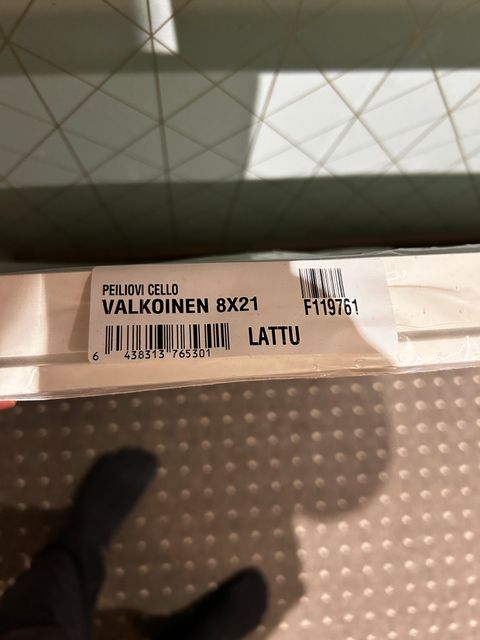 PEILIOVI CELLO
VALKOINEN 8X21
F119761
LATTU
6 438313 765301